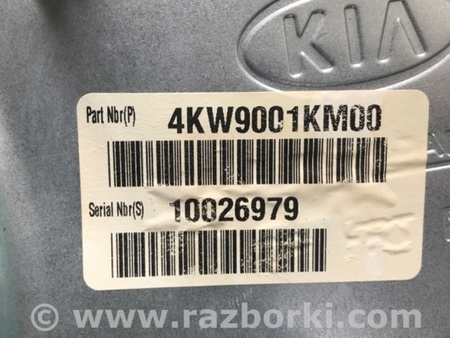 KIA
Part Nbr(P) 4KW9001KM00
Serial Nbr(S) 10026979
© www.razborki.com